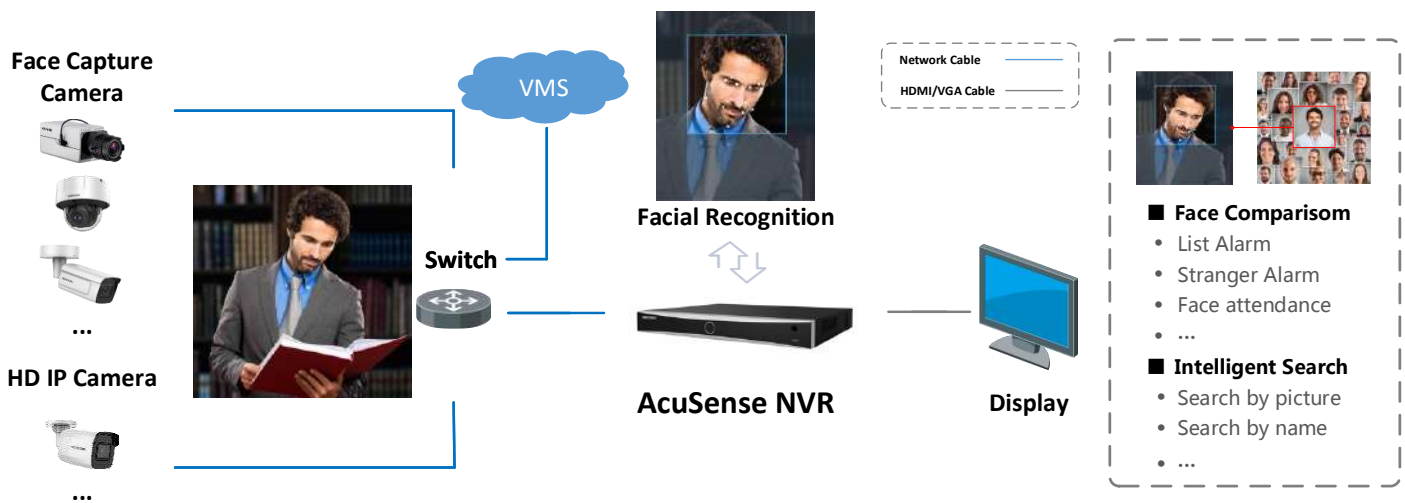 Face Capture
Camera
...
HD IP Camera
...
VMS
Switch
Facial Recognition
AcuSense NVR
Display
Network Cable
HDMI/VGA Cable
■ Face Comparisom
• List Alarm
• Stranger Alarm
• Face attendance
• ...
■ Intelligent Search
• Search by picture
• Search by name
• ...